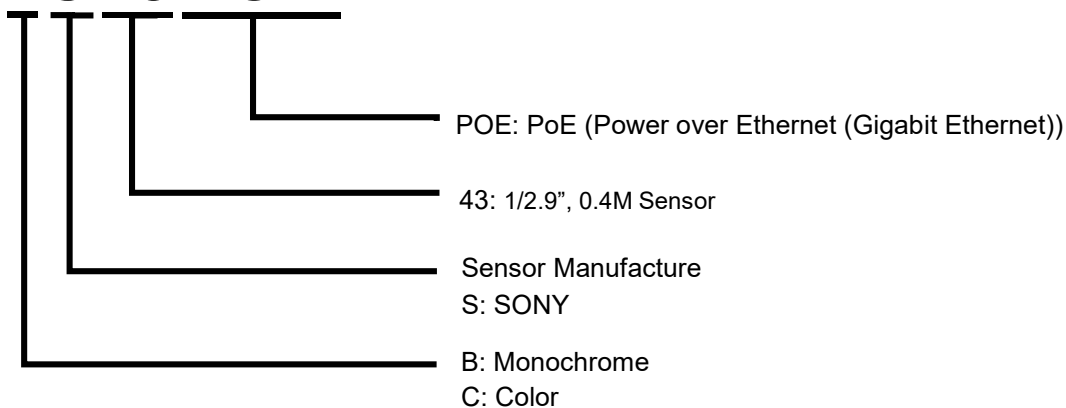 POE: PoE (Power over Ethernet (Gigabit Ethernet))
43: 1/2.9”, 0.4M Sensor
Sensor Manufacture
S: SONY
B: Monochrome
C: Color